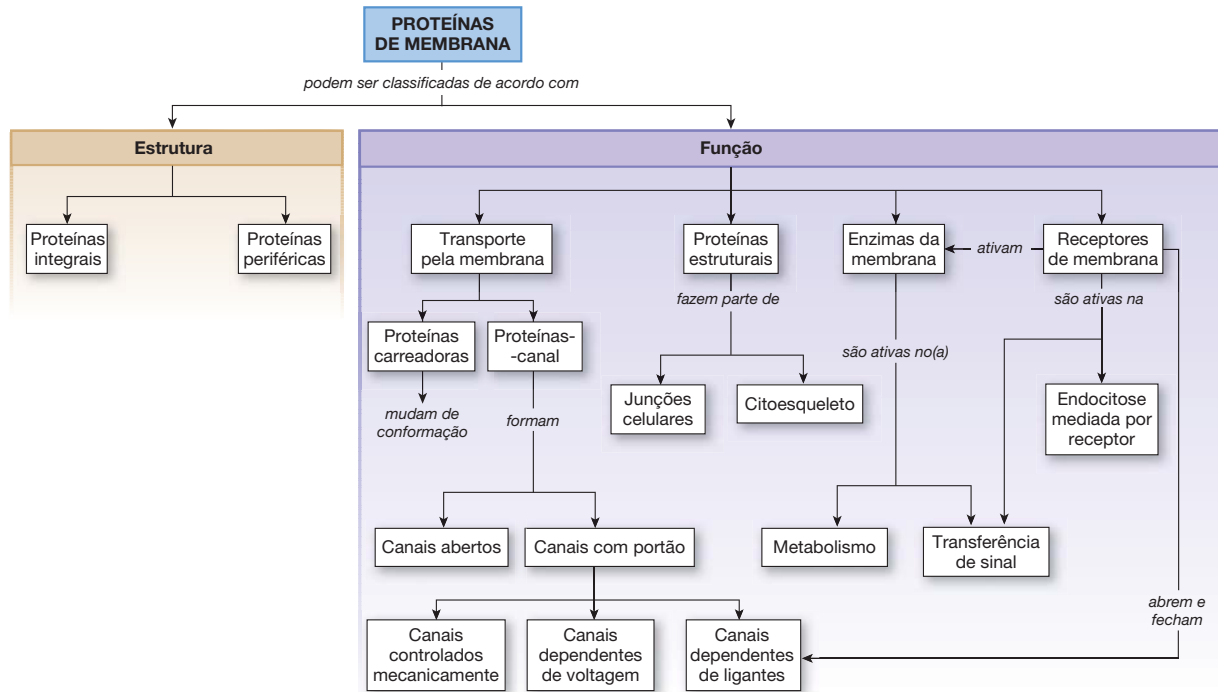 PROTEÍNAS
DE MEMBRANA
podem ser classificadas de acordo com
Estrutura
Função
Proteínas
integrais
Proteínas
periféricas
Transporte
pela membrana
Proteínas
estruturais
Enzimas da
membrana
ativam
Receptores
de membrana
fazem parte de
são ativas na
Proteínas
carreadoras
Proteínas-
-canal
são ativas no(a)
mudam de
conformação
formam
Junções
celulares
Citoesqueleto
Endocitose
mediada por
receptor
Canais abertos
Canais com portão
Metabolismo
Transferência
de sinal
abrem e
fecham
Canais
controlados
mecanicamente
Canais
dependentes
de voltagem
Canais
dependentes
de ligantes